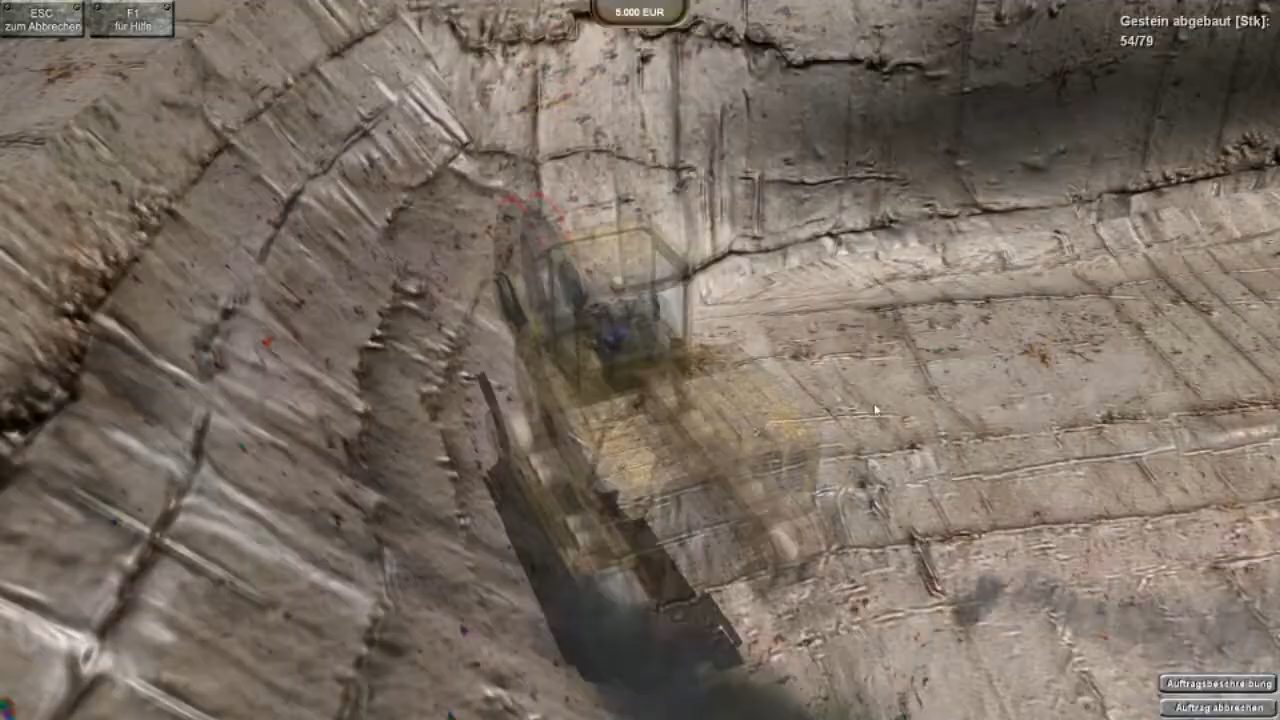 ESC
zum Abbrechen
F1
für Hilfe
5.000 EUR
Gestein abgebaut [Stk]:
54/79
Auftragsbeschreibung
Auftrag abbrechen